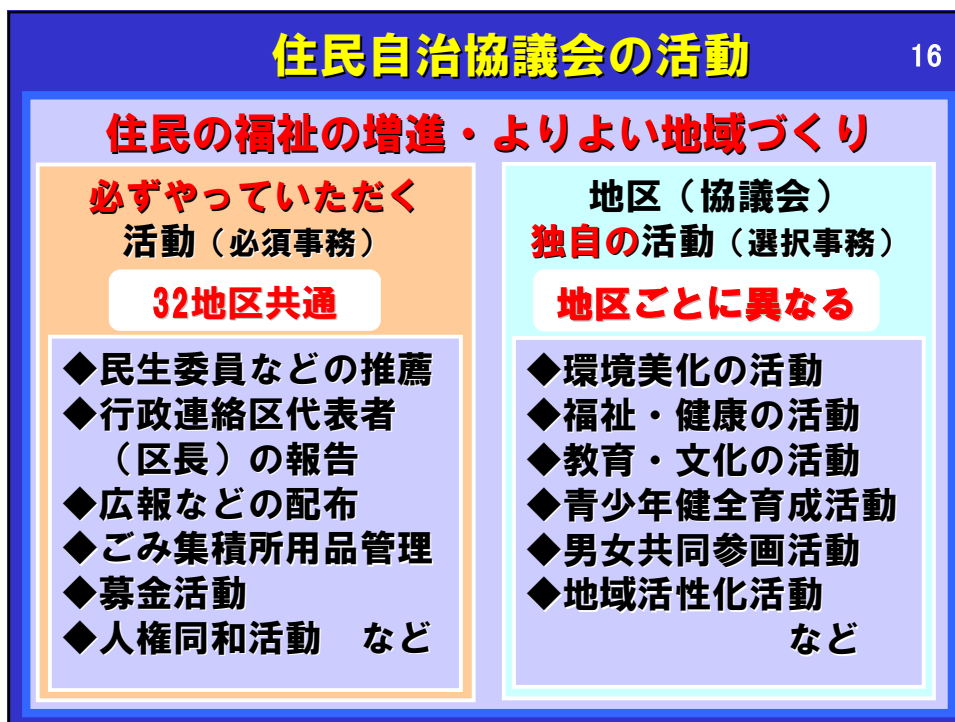 住民自治協議会の活動
16
住民の福祉の増進・よりよい地域づくり
必ずやっていただく
活動（必須事務）
32地区共通
◆民生委員などの推薦
◆行政連絡区代表者
（区長）の報告
◆広報などの配布
◆ごみ集積所用品管理
◆募金活動
◆人権同和活動　など
地区（協議会）
独自の活動（選択事務）
地区ごとに異なる
◆環境美化の活動
◆福祉・健康の活動
◆教育・文化の活動
◆青少年健全育成活動
◆男女共同参画活動
◆地域活性化活動
など